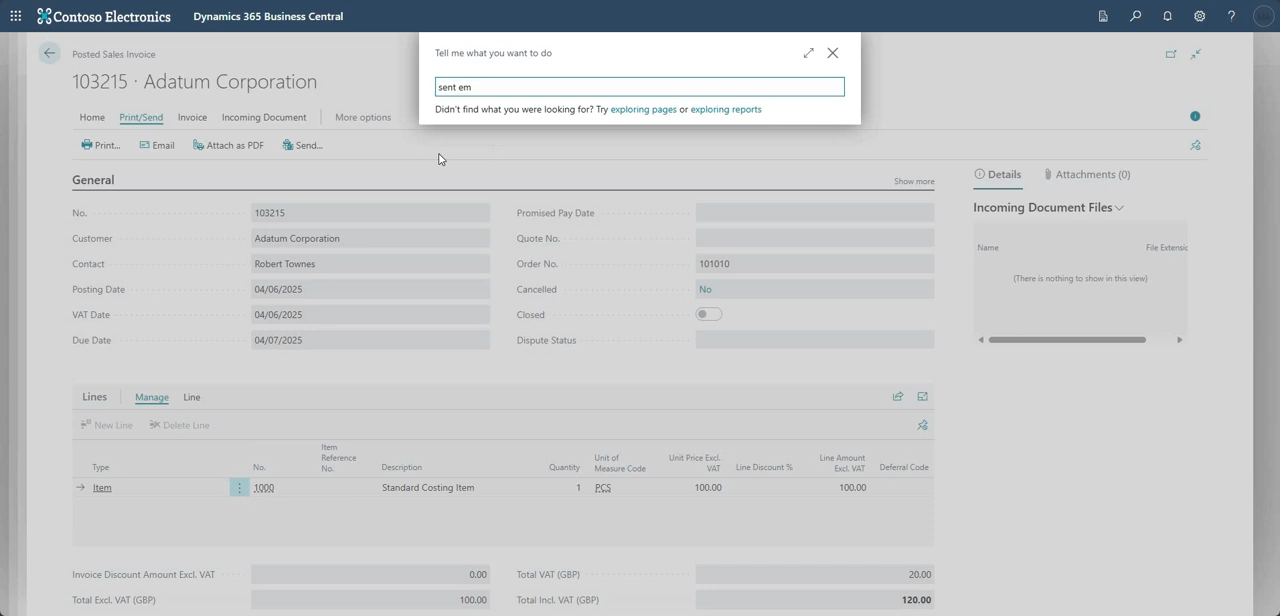 Contoso Electronics Dynamics 365 Business Central
Tell me what you want to do
sent em
Didn't find what you were looking for? Try exploring pages or exploring reports
Posted Sales Invoice
103215 · Adatum Corporation
Home Print/Send Invoice Incoming Document More options
Print... Email Attach as PDF Send...
General Show more
No. 103215
Customer Adatum Corporation
Contact Robert Townes
Posting Date 04/06/2025
VAT Date 04/06/2025
Due Date 04/07/2025
Promised Pay Date
Quote No.
Order No. 101010
Cancelled No
Closed
Dispute Status
Details Attachments (0)
Incoming Document Files
Name File Extensic
(There is nothing to show in this view)
Lines Manage Line
New Line Delete Line
Type No. Item Reference No. Description Quantity Unit of Measure Code Unit Price Excl. VAT Line Discount % Line Amount Excl. VAT Deferral Code
Item 1000 Standard Costing Item 1 PCS 100.00 100.00
Invoice Discount Amount Excl. VAT 0.00 Total VAT (GBP) 20.00
Total Excl. VAT (GBP) 100.00 Total Incl. VAT (GBP) 120.00